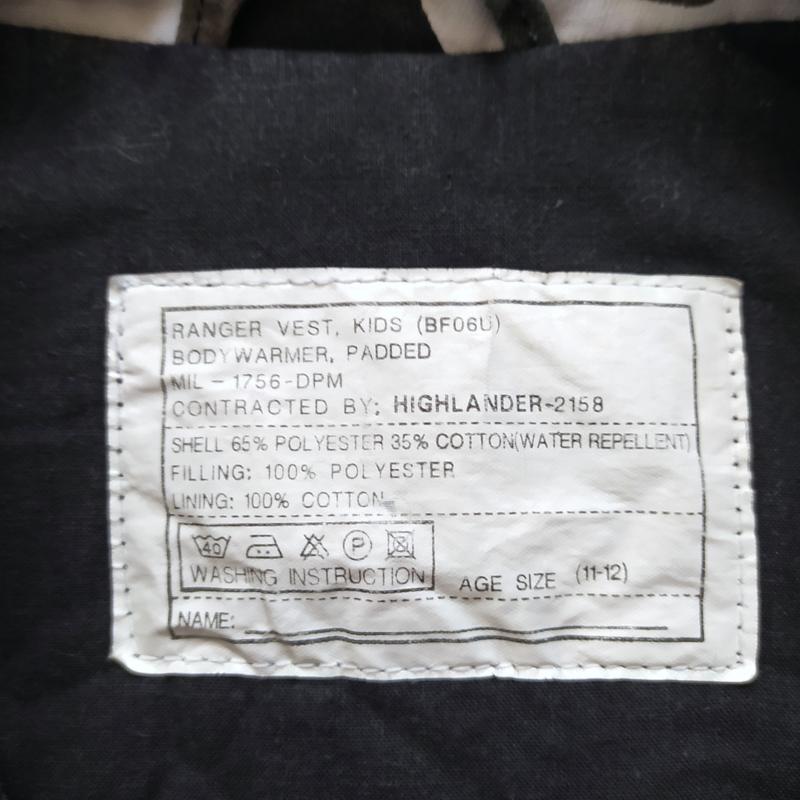 RANGER VEST, KIDS (BF06U)
BODYWARMER, PADDED
MIL - 1756-DPM
CONTRACTED BY: HIGHLANDER-2158
SHELL 65% POLYESTER 35% COTTON(WATER REPELLENT)
FILLING: 100% POLYESTER
LINING: 100% COTTON
40 P
WASHING INSTRUCTION
AGE SIZE (11-12)
NAME: